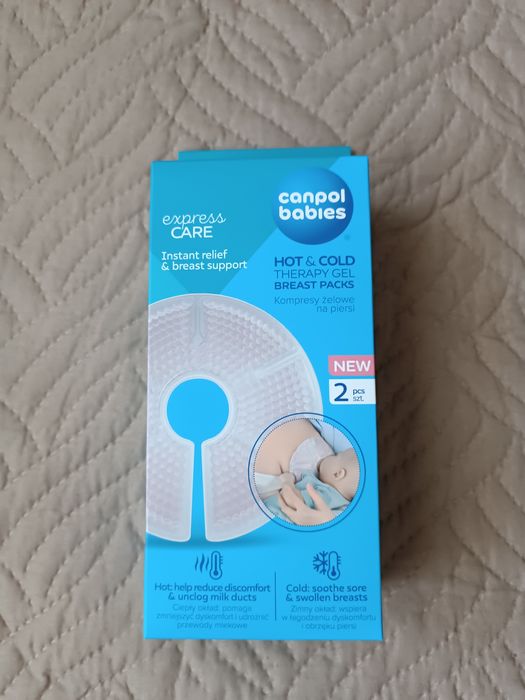 canpol
babies
express
CARE
Instant relief
& breast support
HOT & COLD
THERAPY GEL
BREAST PACKS
Kompresy żelowe
na piersi
NEW
2 pcs
szt.
Hot: help reduce discomfort
& unclog milk ducts
Ciepły okład: pomaga
zmniejszyć dyskomfort i udrożnić
przewody mlekowe
Cold: soothe sore
& swollen breasts
Zimny okład: wspiera
w łagodzeniu dyskomfortu
i obrzęku piersi